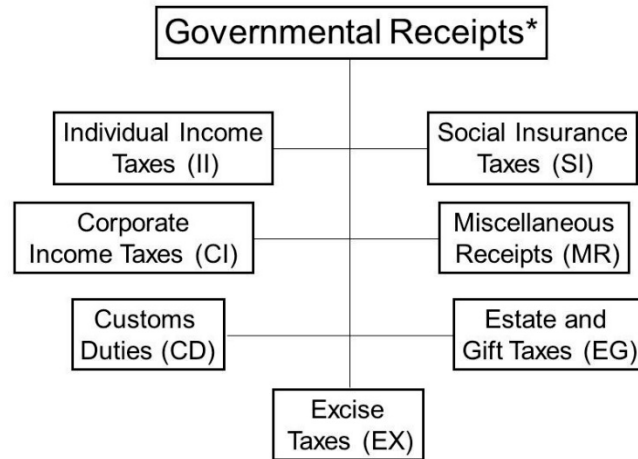 Governmental Receipts*
Individual Income
Taxes (II)
Social Insurance
Taxes (SI)
Corporate
Income Taxes (CI)
Miscellaneous
Receipts (MR)
Customs
Duties (CD)
Estate and
Gift Taxes (EG)
Excise
Taxes (EX)